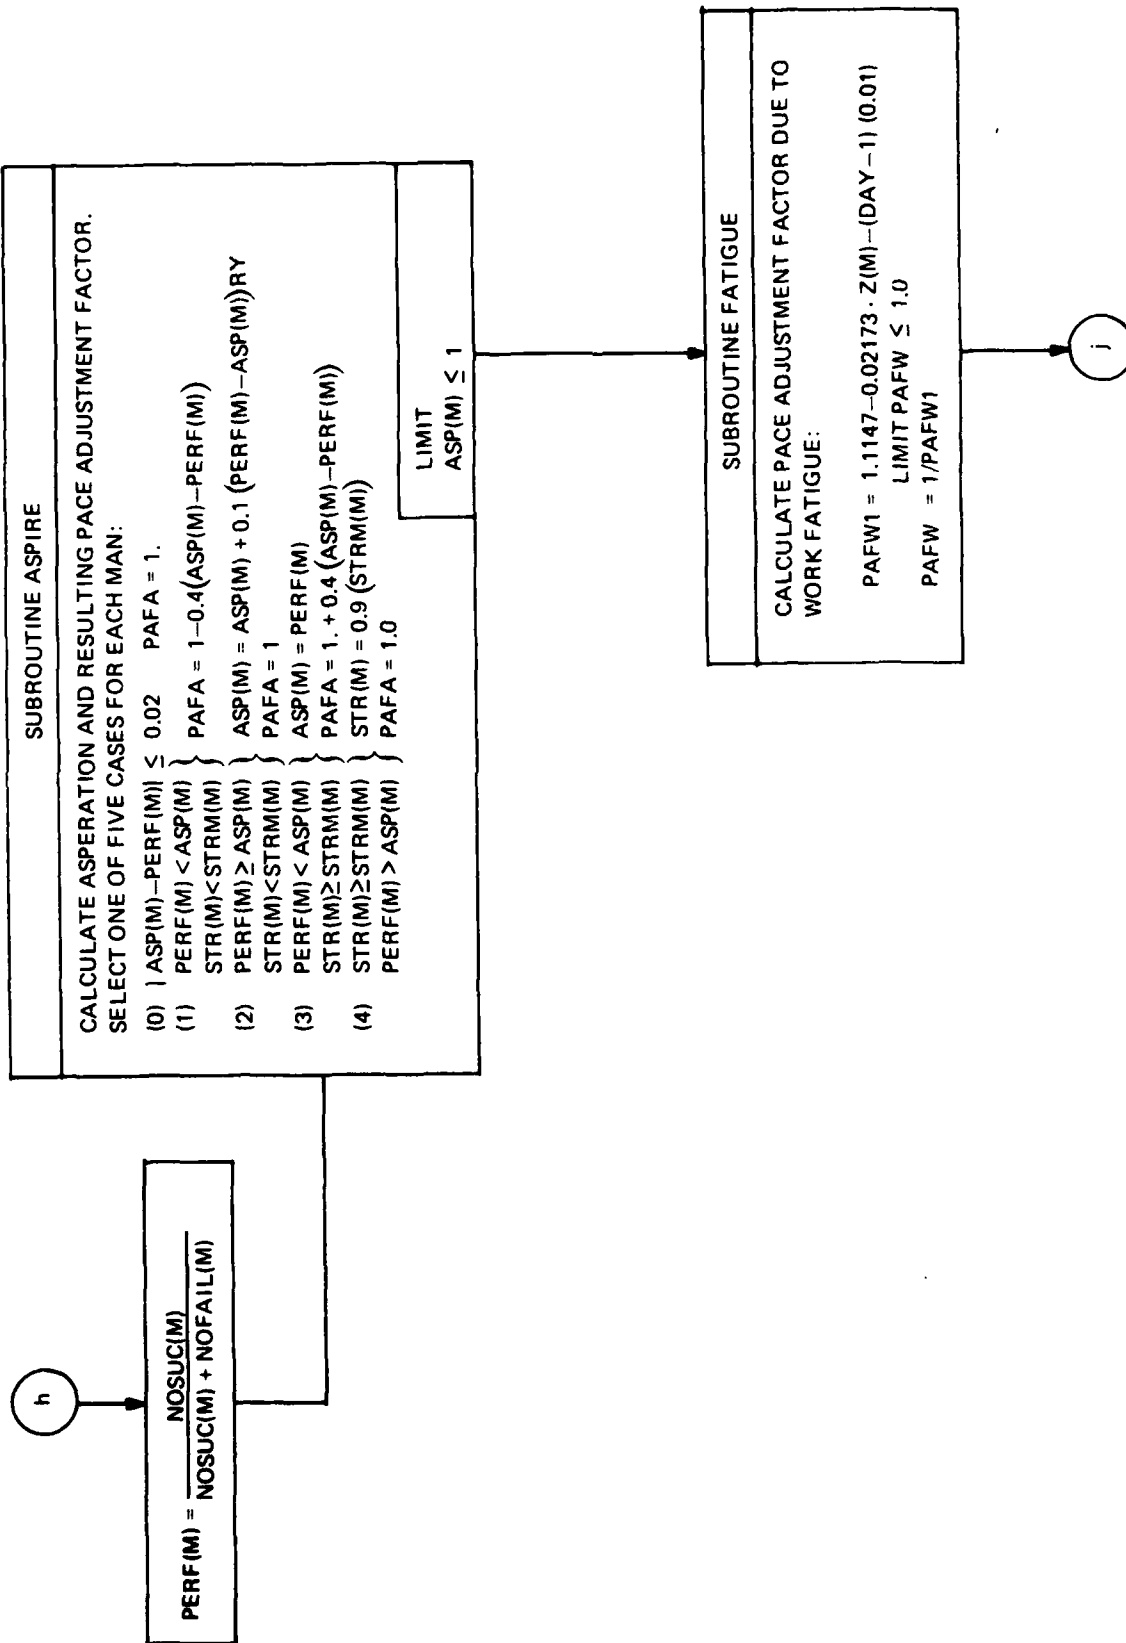 h
PERF(M) = NOSUC(M)
NOSUC(M) + NOFAIL(M)
SUBROUTINE ASPIRE
CALCULATE ASPERATION AND RESULTING PACE ADJUSTMENT FACTOR.
SELECT ONE OF FIVE CASES FOR EACH MAN:
(0) | ASP(M)−PERF(M)| ≤ 0.02 PAFA = 1.
(1) PERF(M) < ASP(M) } PAFA = 1−0.4(ASP(M)−PERF(M))
STR(M)<STRM(M)
(2) PERF(M) ≥ ASP(M) } ASP(M) = ASP(M) + 0.1 (PERF(M)−ASP(M))RY
STR(M)<STRM(M) PAFA = 1
(3) PERF(M) < ASP(M) } ASP(M) = PERF(M)
STR(M)≥STRM(M) PAFA = 1. + 0.4 (ASP(M)−PERF(M))
(4) STR(M)≥STRM(M) } STR(M) = 0.9 (STRM(M))
PERF(M) > ASP(M) PAFA = 1.0
LIMIT
ASP(M) ≤ 1
SUBROUTINE FATIGUE
CALCULATE PACE ADJUSTMENT FACTOR DUE TO
WORK FATIGUE:
PAFW1 = 1.1147−0.02173 · Z(M)−(DAY−1) (0.01)
LIMIT PAFW ≤ 1.0
PAFW = 1/PAFW1
j